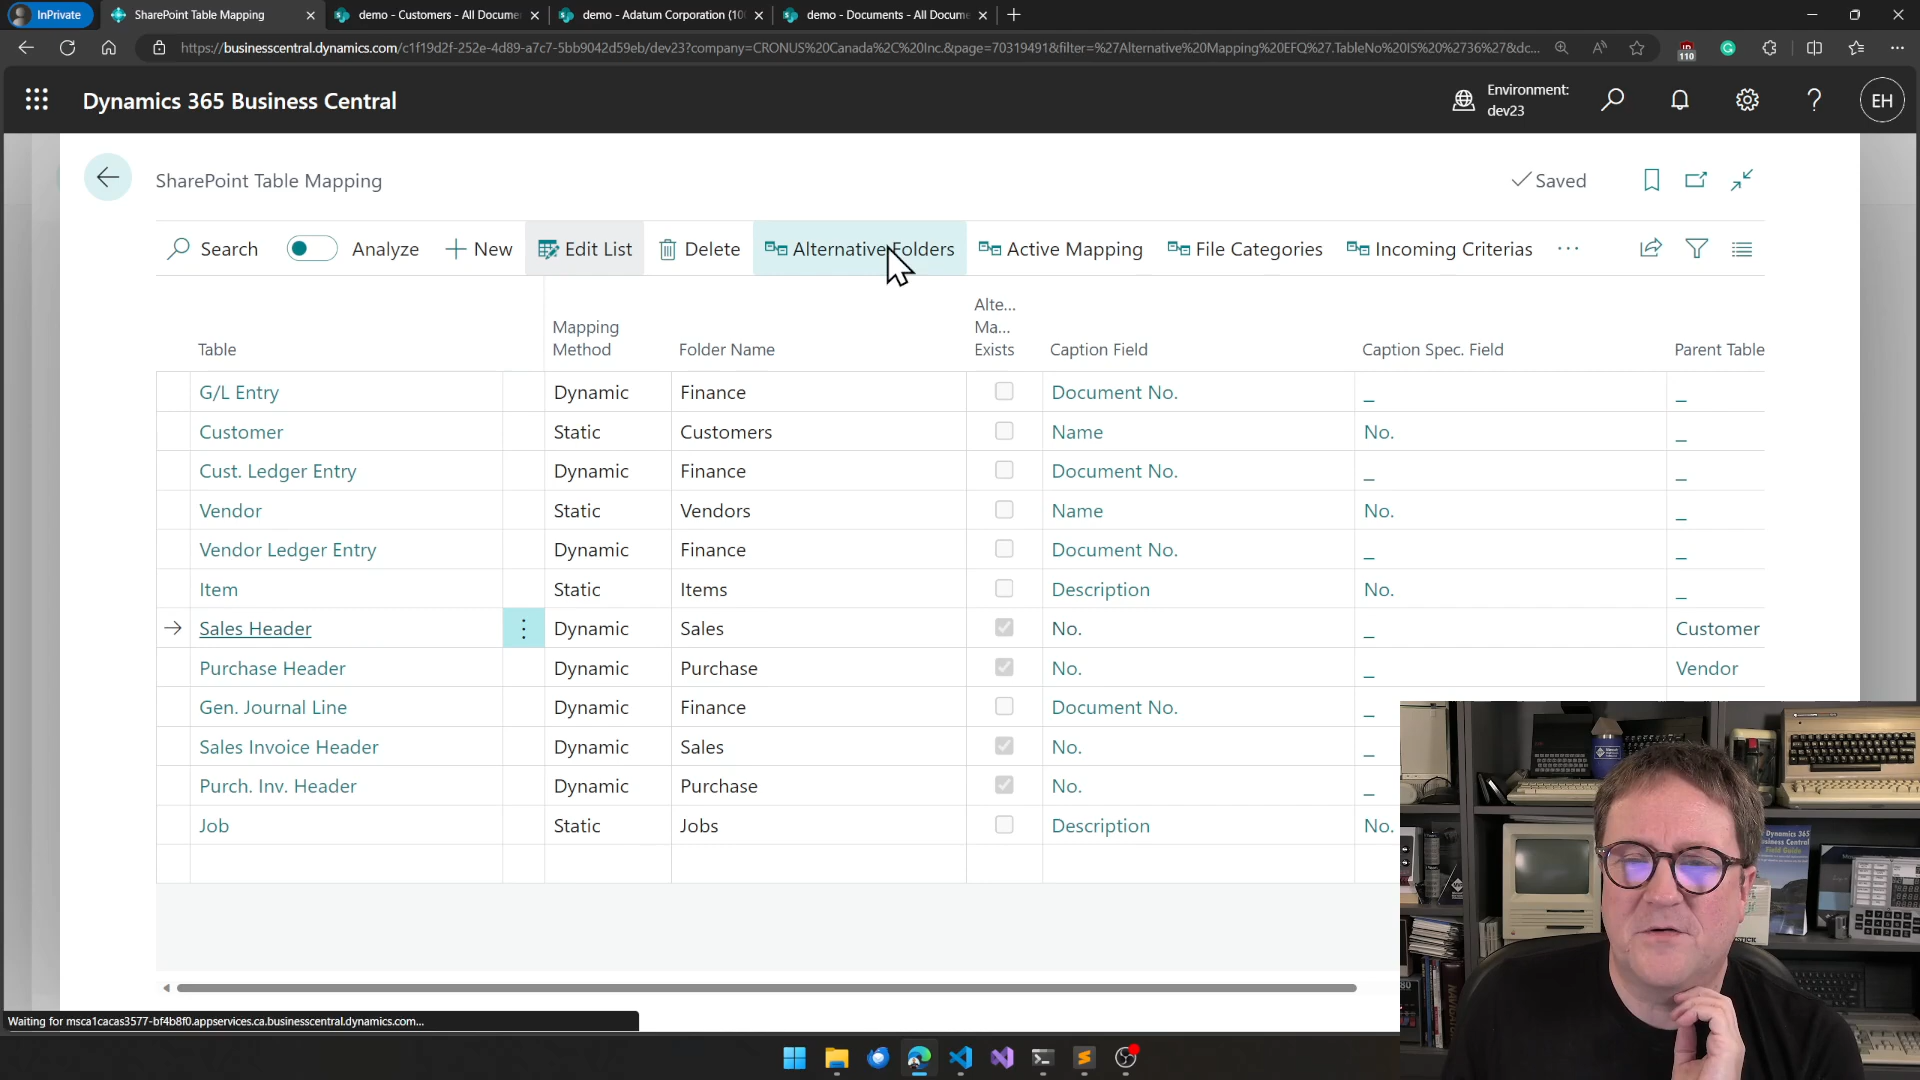 InPrivate
SharePoint Table Mapping
demo - Customers - All Docume
demo - Adatum Corporation (10
demo - Documents - All Docume
https://businesscentral.dynamics.com/c1f19d2f-252e-4d89-a7c7-5bb9042d59eb/dev23?company=CRONUS%20Canada%2C%20Inc.&page=70319491&filter=%27Alternative%20Mapping%20EFQ%27.TableNo%20IS%20%2736%27&dc...
110
Dynamics 365 Business Central
Environment:
dev23
EH
SharePoint Table Mapping
Saved
Search
Analyze
New
Edit List
Delete
Alternative Folders
Active Mapping
File Categories
Incoming Criterias
Table
Mapping
Method
Folder Name
Alte...
Ma...
Exists
Caption Field
Caption Spec. Field
Parent Table
G/L Entry Dynamic Finance Document No. _ _
Customer Static Customers Name No. _
Cust. Ledger Entry Dynamic Finance Document No. _ _
Vendor Static Vendors Name No. _
Vendor Ledger Entry Dynamic Finance Document No. _ _
Item Static Items Description No. _
Sales Header Dynamic Sales No. _ Customer
Purchase Header Dynamic Purchase No. _ Vendor
Gen. Journal Line Dynamic Finance Document No. _
Sales Invoice Header Dynamic Sales No. _
Purch. Inv. Header Dynamic Purchase No. _
Job Static Jobs Description No.
Dynamics 365
Business Central
Field Guide
Waiting for msca1cacas3577-bf4b8f0.appservices.ca.businesscentral.dynamics.com...